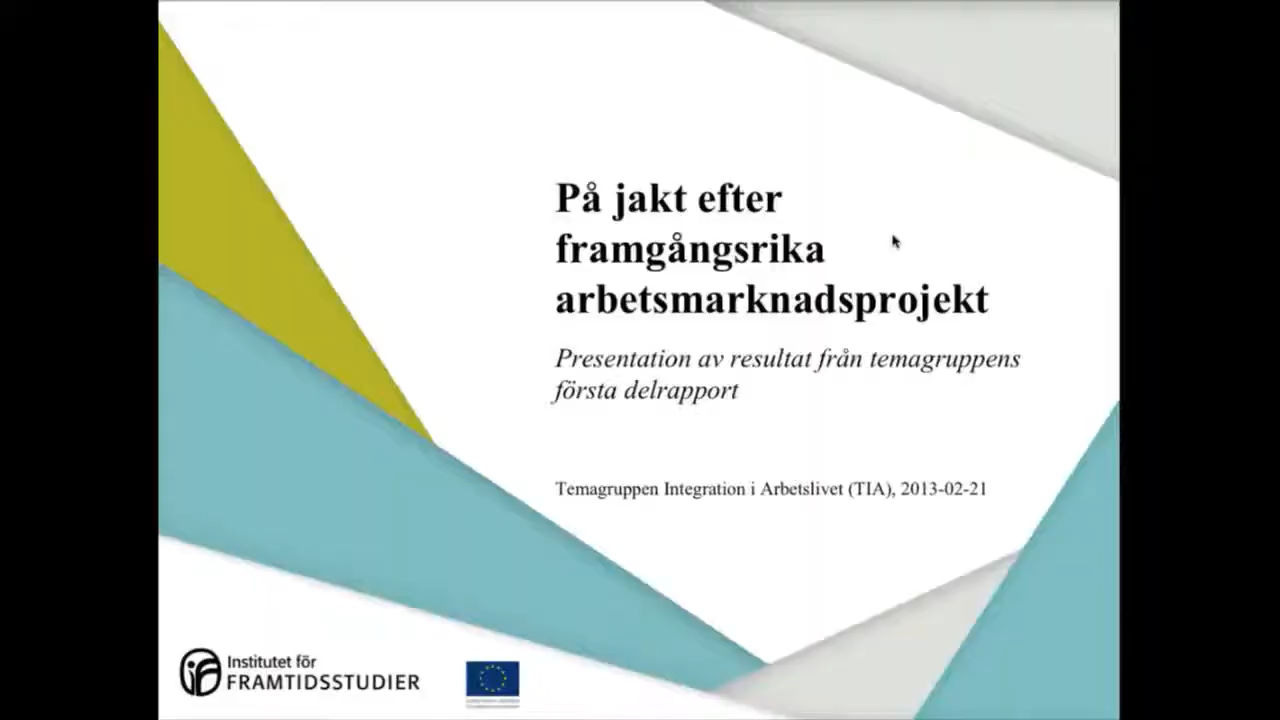 På jakt efter
framgångsrika
arbetsmarknadsprojekt
Presentation av resultat från temagruppens
första delrapport
Temagruppen Integration i Arbetslivet (TIA), 2013-02-21
Institutet för
FRAMTIDSSTUDIER